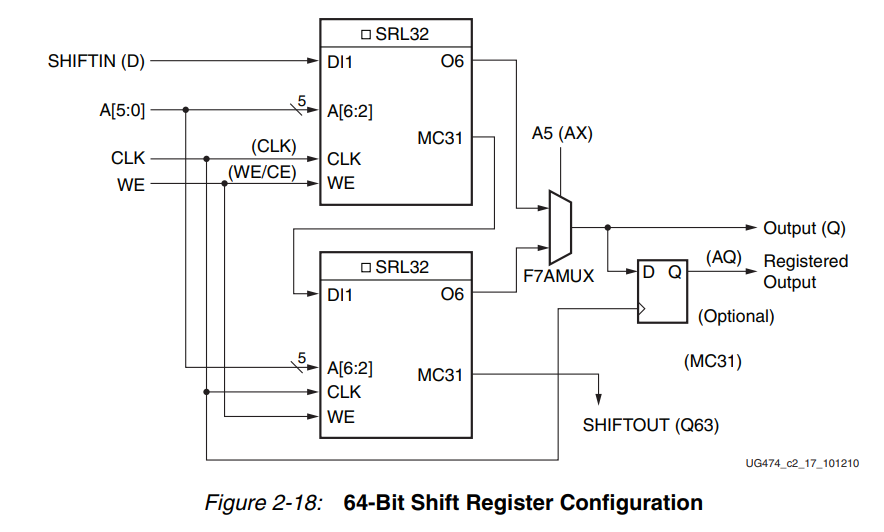 SRL32
SHIFTIN (D)
DI1
O6
A[5:0]
5
A[6:2]
MC31
A5 (AX)
CLK
(CLK)
CLK
WE
(WE/CE)
WE
Output (Q)
SRL32
F7AMUX
D Q
(AQ)
Registered
Output
DI1
O6
(Optional)
5
A[6:2]
MC31
(MC31)
CLK
WE
SHIFTOUT (Q63)
UG474_c2_17_101210
Figure 2-18: 64-Bit Shift Register Configuration